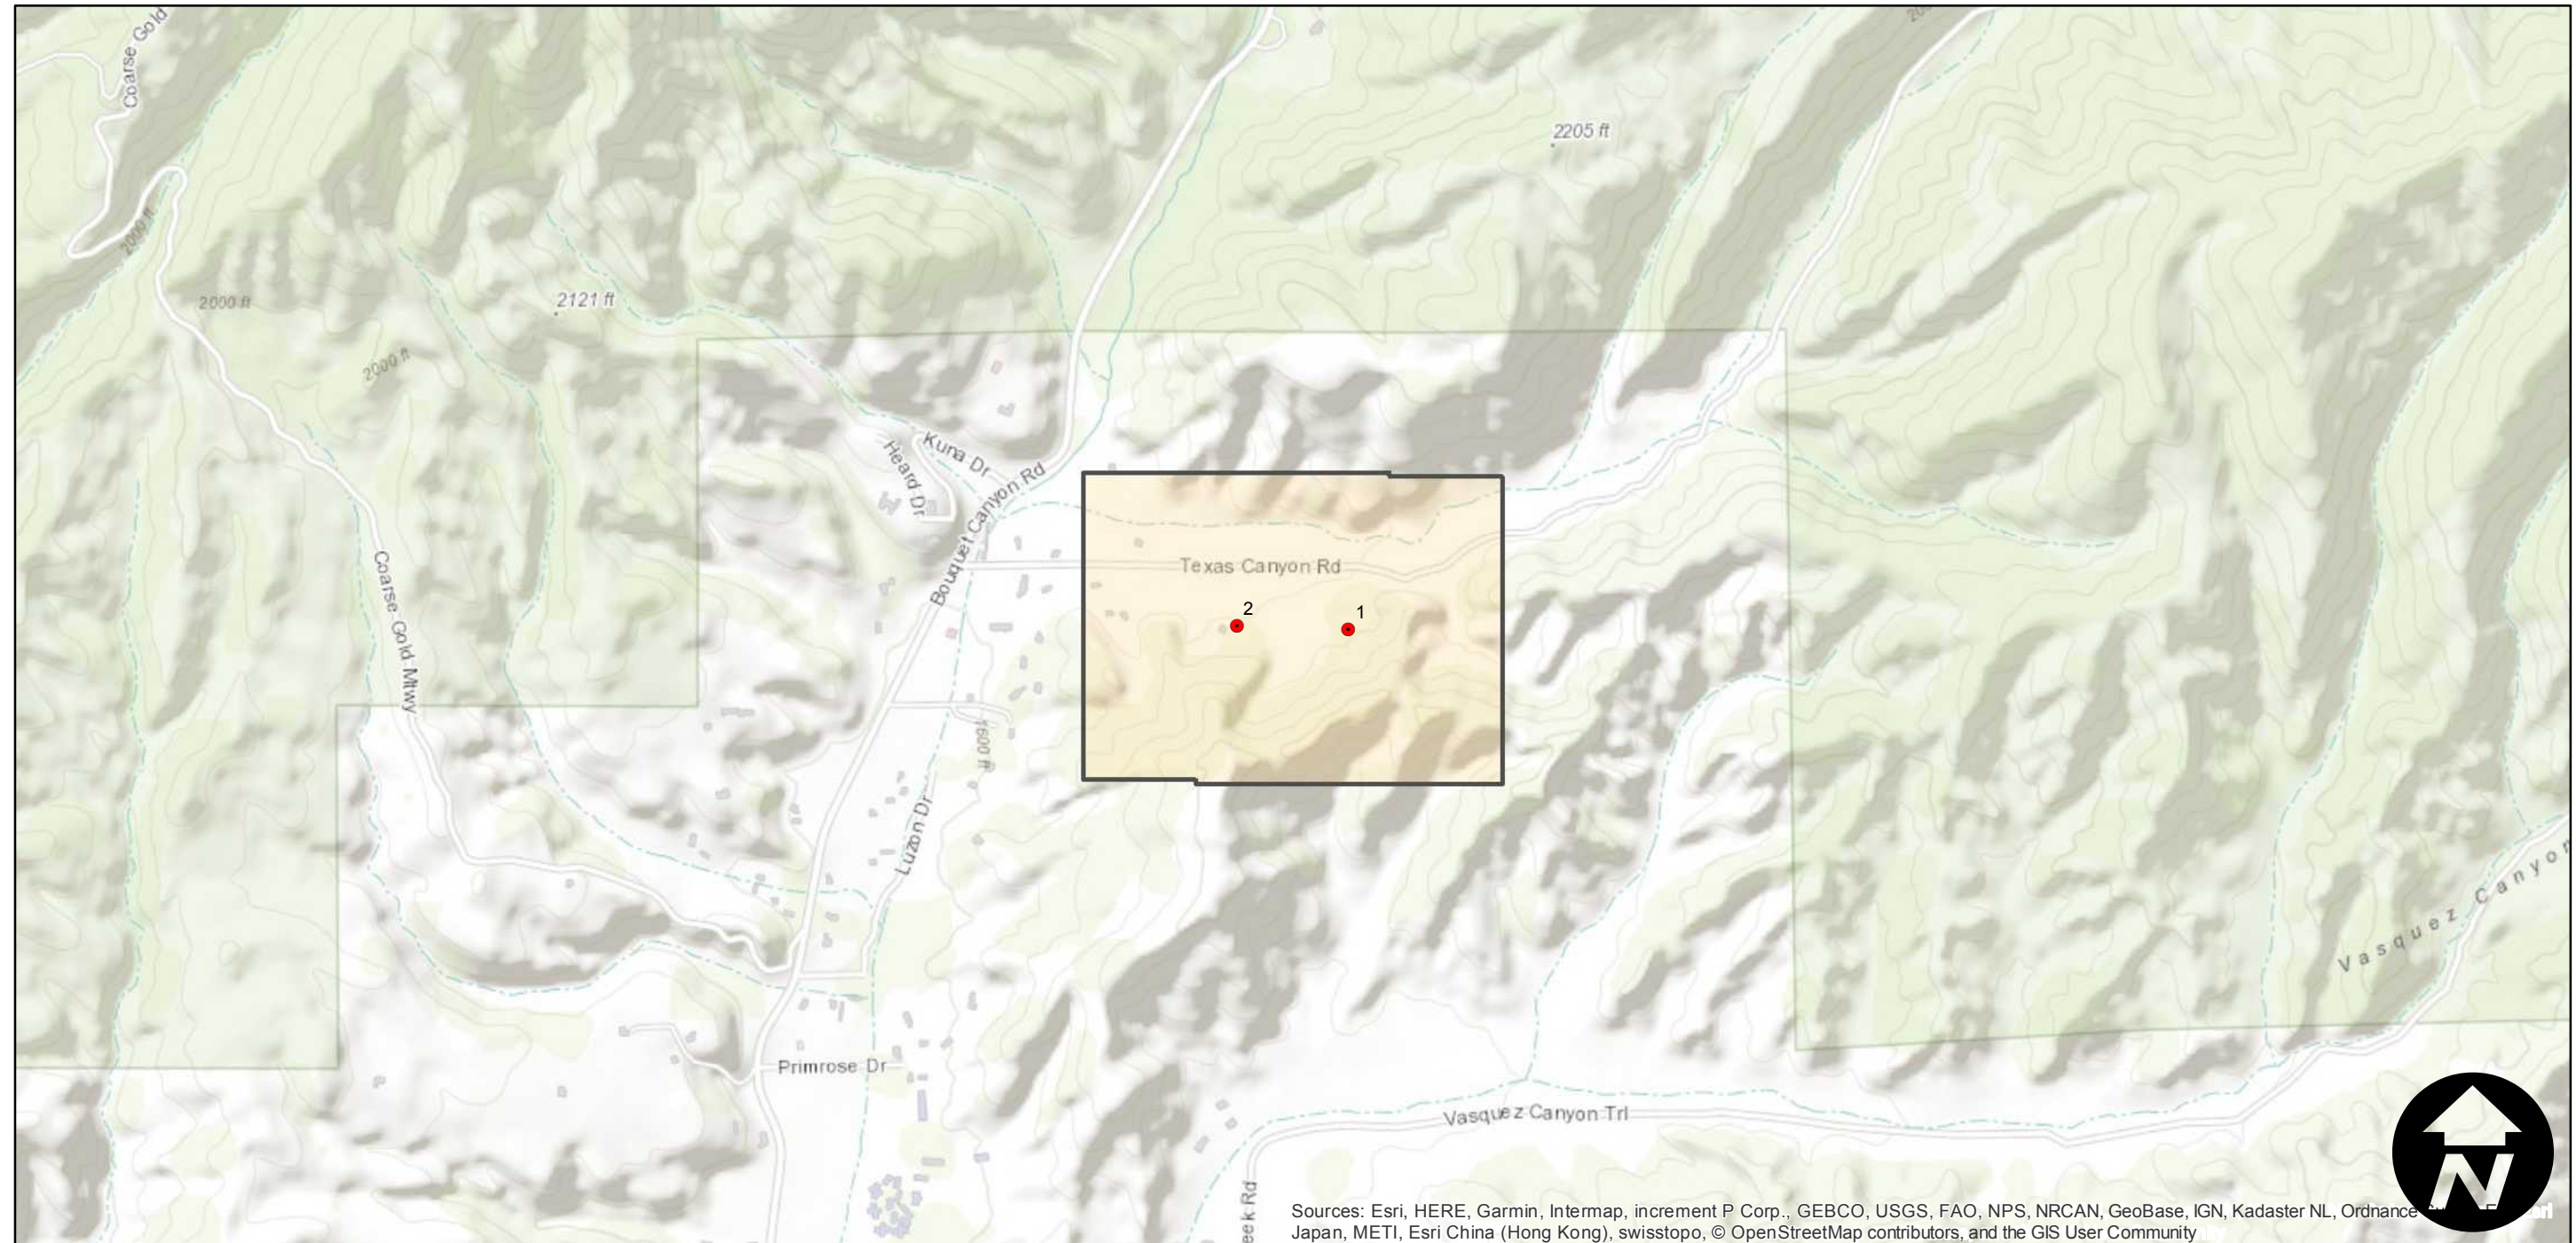 Coarse Gold
200
2205 ft
2000 ft
2121 ft
2000 ft
2000 ft
Kuna Dr
Heard Dr
Bouquet Canyon Rd
Texas Canyon Rd
Coarse Gold Mtwy
2
1
1600 ft
Luzon Dr
Vasquez Canyon
Primrose Dr
Vasquez Canyon Trl
eek Rd
N
Sources: Esri, HERE, Garmin, Intermap, increment P Corp., GEBCO, USGS, FAO, NPS, NRCAN, GeoBase, IGN, Kadaster NL, Ordnance
Japan, METI, Esri China (Hong Kong), swisstopo, © OpenStreetMap contributors, and the GIS User Community